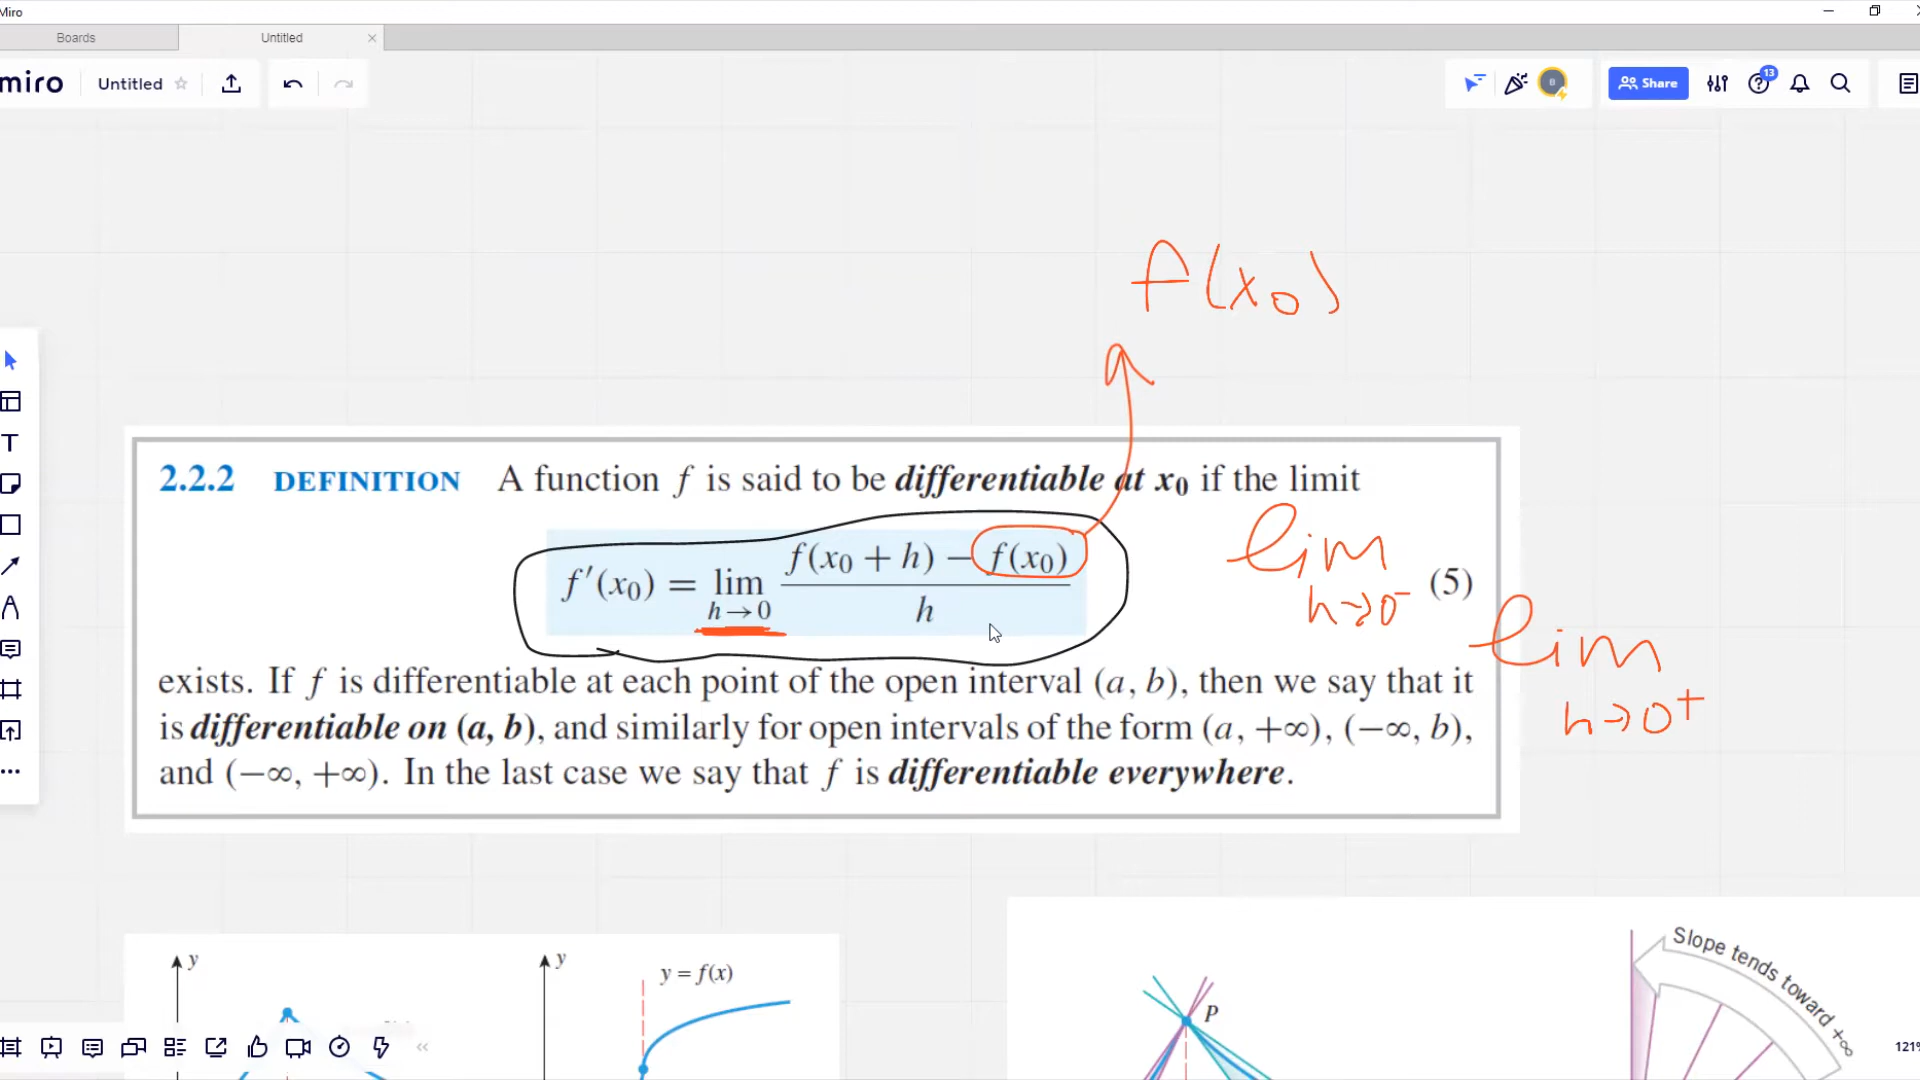 Miro
Boards
Untitled
miro
Untitled
Share
13
f(x₀)
2.2.2 DEFINITION A function f is said to be differentiable at x₀ if the limit
f′(x₀) = lim h→0 f(x₀ + h) − f(x₀) / h
(5)
lim h→0⁻
lim h→0⁺
exists. If f is differentiable at each point of the open interval (a, b), then we say that it
is differentiable on (a, b), and similarly for open intervals of the form (a, +∞), (−∞, b),
and (−∞, +∞). In the last case we say that f is differentiable everywhere.
y
y
y = f(x)
P
Slope tends toward +∞
121%